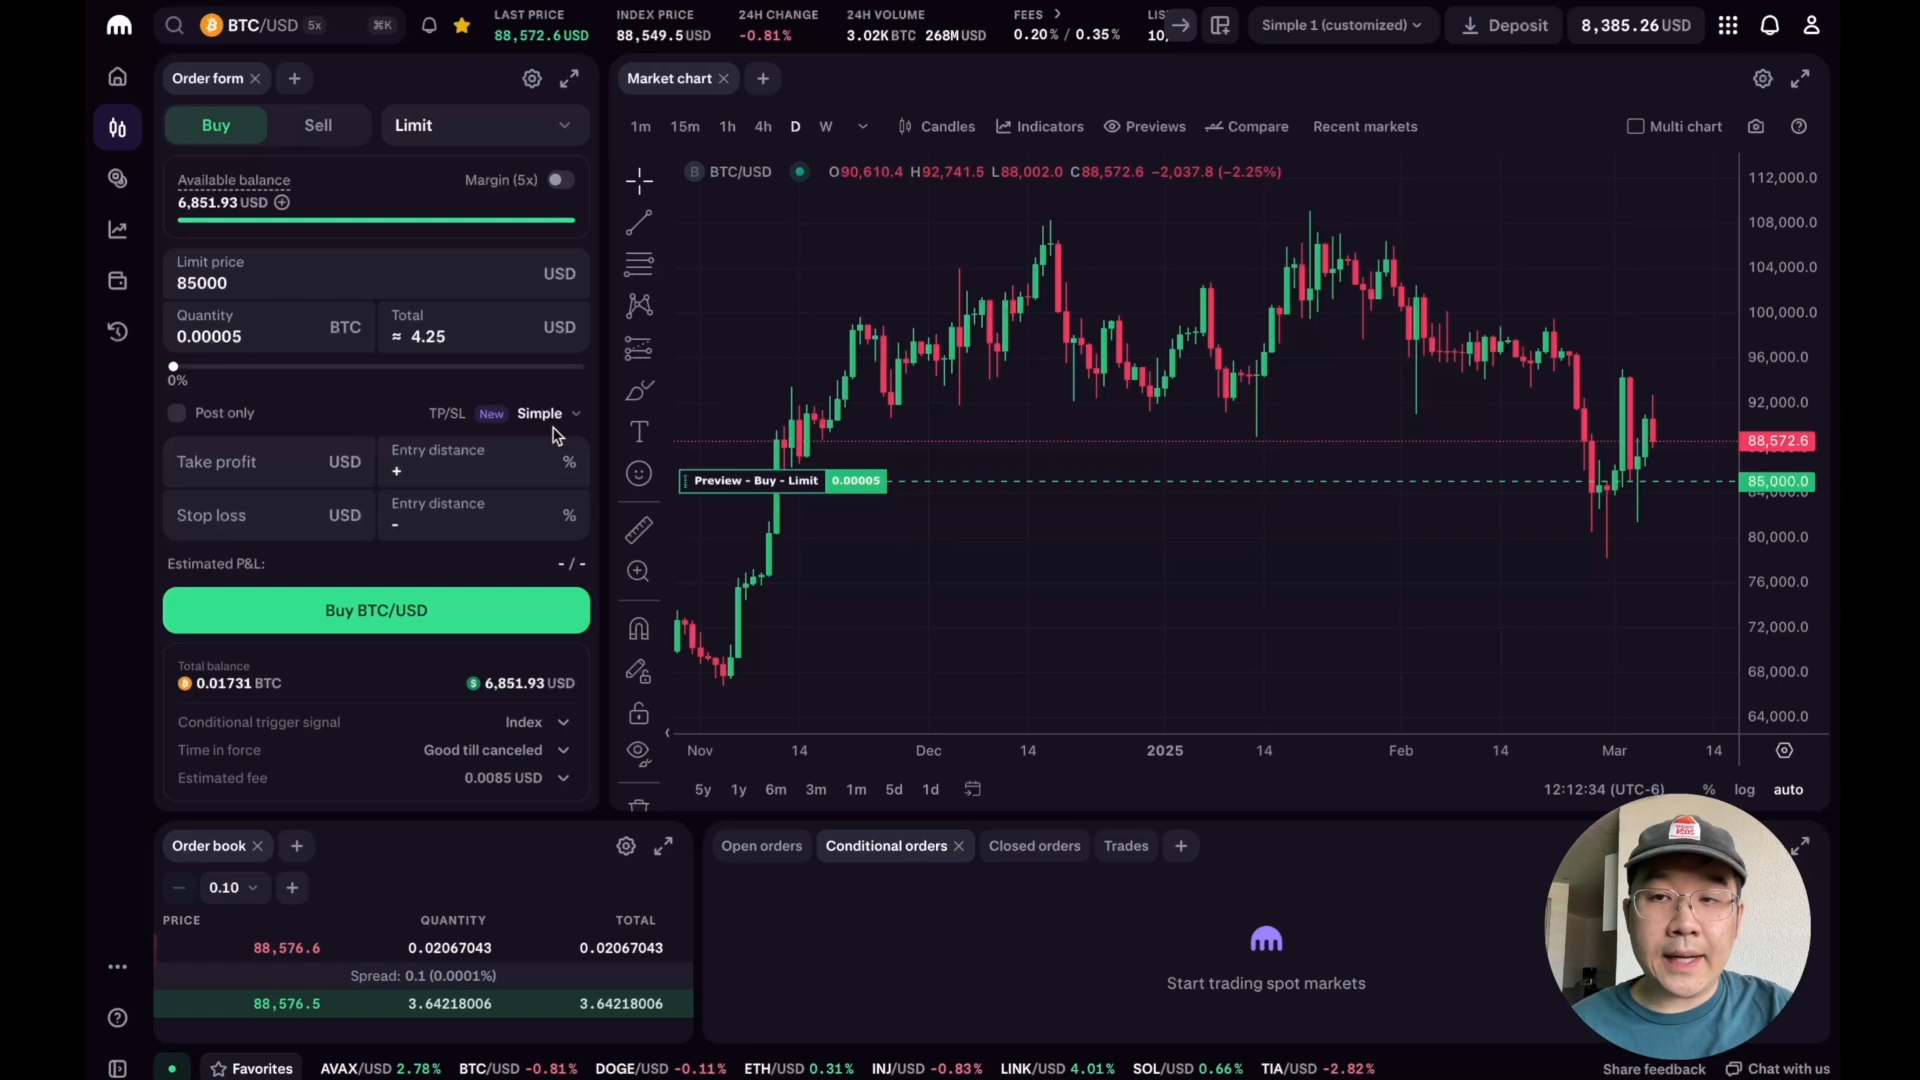 BTC/USD 5x ⌘K
LAST PRICE
88,572.6 USD
INDEX PRICE
88,549.5 USD
24H CHANGE
-0.81%
24H VOLUME
3.02K BTC 268M USD
FEES >
0.20% / 0.35%
LIS
10,
Simple 1 (customized)
Deposit
8,385.26 USD
Order form
Buy
Sell
Limit
Available balance
6,851.93 USD
Margin (5x)
Limit price
85000
USD
Quantity
0.00005
BTC
Total
≈ 4.25
USD
0%
Post only
TP/SL New Simple
Take profit USD
Entry distance
+
%
Stop loss USD
Entry distance
-
%
Estimated P&L: - / -
Buy BTC/USD
Total balance
0.01731 BTC
$ 6,851.93 USD
Conditional trigger signal Index
Time in force Good till canceled
Estimated fee 0.0085 USD
Market chart
1m 15m 1h 4h D W Candles Indicators Previews Compare Recent markets Multi chart
B BTC/USD O90,610.4 H92,741.5 L88,002.0 C88,572.6 −2,037.8 (−2.25%)
T
112,000.0
108,000.0
104,000.0
100,000.0
96,000.0
92,000.0
88,572.6
Preview - Buy - Limit 0.00005
85,000.0
84,000.0
80,000.0
76,000.0
72,000.0
68,000.0
64,000.0
Nov 14 Dec 14 2025 14 Feb 14 Mar 14
5y 1y 6m 3m 1m 5d 1d
12:12:34 (UTC-6) % log auto
Order book
0.10
PRICE QUANTITY TOTAL
88,576.6 0.02067043 0.02067043
Spread: 0.1 (0.0001%)
88,576.5 3.64218006 3.64218006
Open orders Conditional orders Closed orders Trades
Start trading spot markets
Favorites AVAX/USD 2.78% BTC/USD -0.81% DOGE/USD -0.11% ETH/USD 0.31% INJ/USD -0.83% LINK/USD 4.01% SOL/USD 0.66% TIA/USD -2.82%
Share feedback
Chat with us